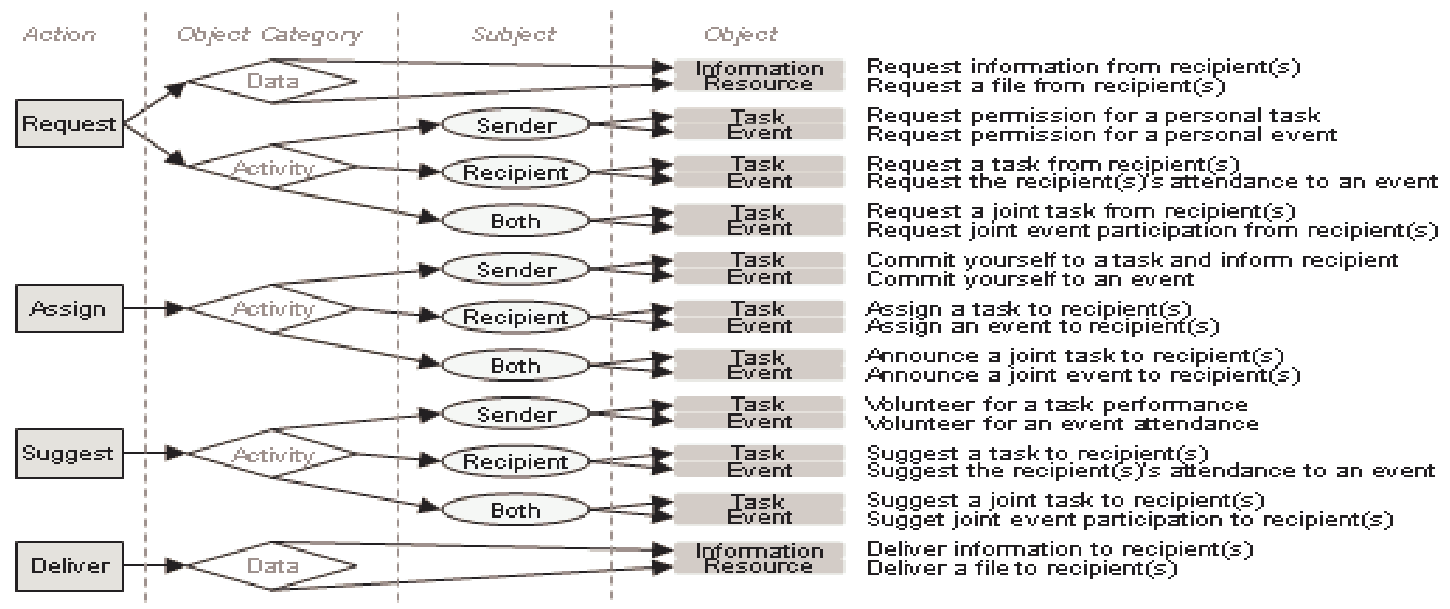 Action Object Category Subject Object
Data Information Request information from recipient(s)
Resource Request a file from recipient(s)
Request Sender Task Request permission for a personal task
Event Request permission for a personal event
Activity Recipient Task Request a task from recipient(s)
Event Request the recipient(s)'s attendance to an event
Both Task Request a joint task from recipient(s)
Event Request joint event participation from recipient(s)
Sender Task Commit yourself to a task and inform recipient
Event Commit yourself to an event
Assign Activity Recipient Task Assign a task to recipient(s)
Event Assign an event to recipient(s)
Both Task Announce a joint task to recipient(s)
Event Announce a joint event to recipient(s)
Sender Task Volunteer for a task performance
Event Volunteer for an event attendance
Suggest Activity Recipient Task Suggest a task to recipient(s)
Event Suggest the recipient(s)'s attendance to an event
Both Task Suggest a joint task to recipient(s)
Event Sugget joint event participation to recipient(s)
Deliver Data Information Deliver information to recipient(s)
Resource Deliver a file to recipient(s)